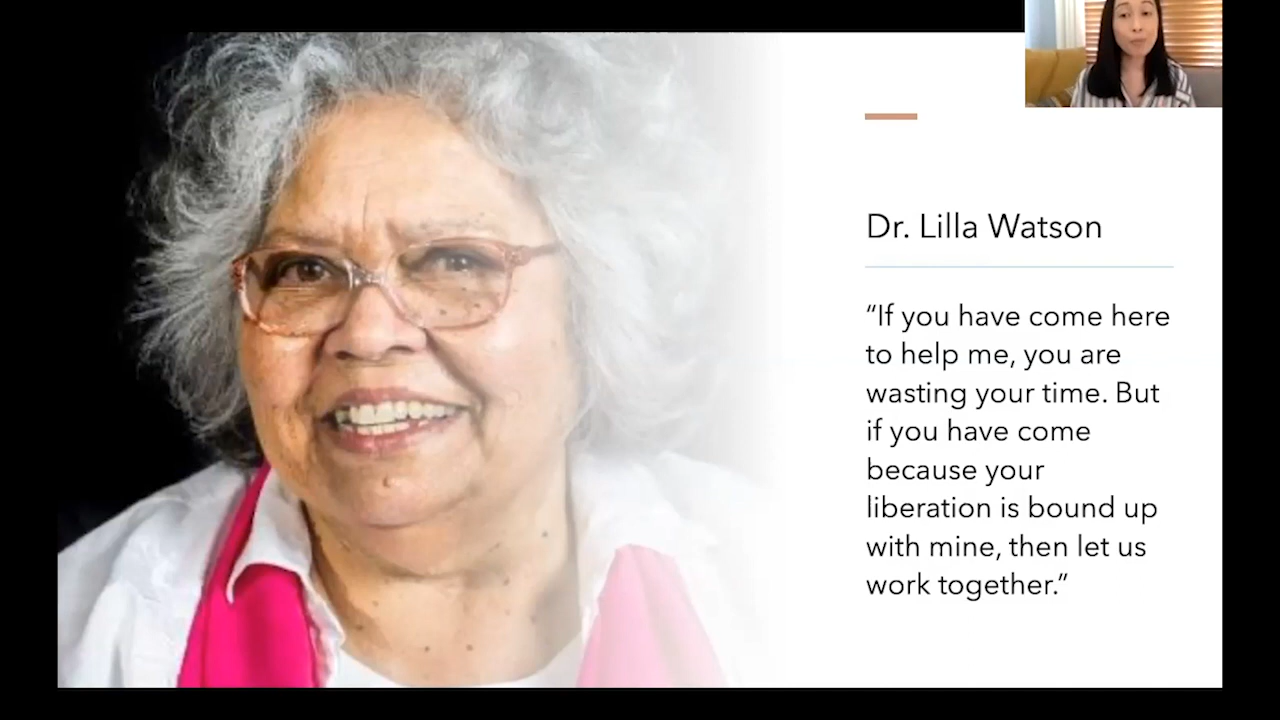 Dr. Lilla Watson
“If you have come here
to help me, you are
wasting your time. But
if you have come
because your
liberation is bound up
with mine, then let us
work together.”